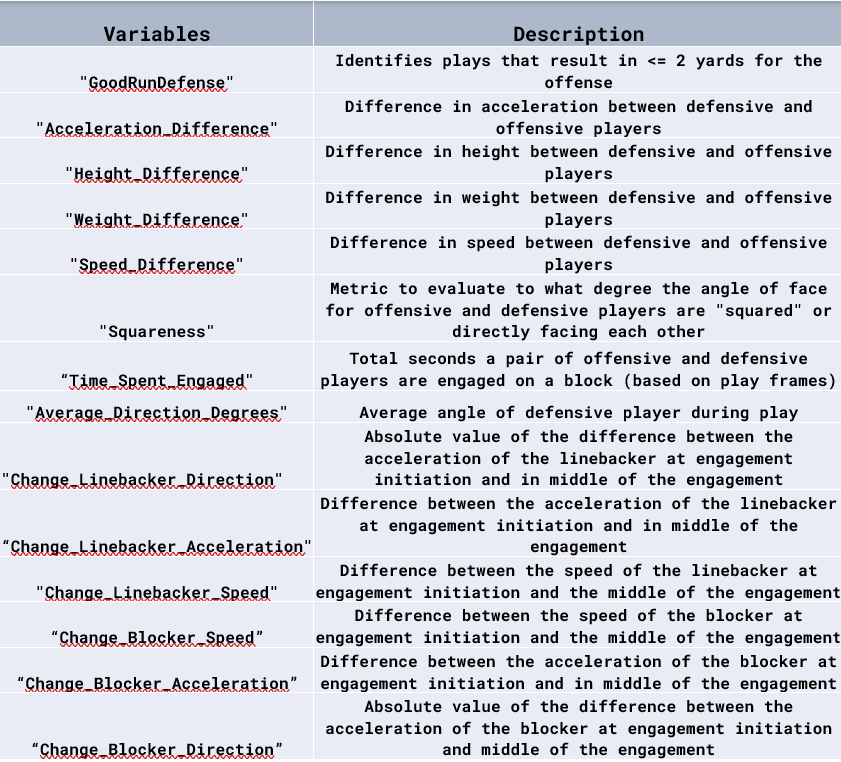 Variables
Description
"GoodRunDefense"
Identifies plays that result in <= 2 yards for the
offense
"Acceleration_Difference"
Difference in acceleration between defensive and
offensive players
"Height_Difference"
Difference in height between defensive and offensive
players
"Weight_Difference"
Difference in weight between defensive and offensive
players
"Speed_Difference"
Difference in speed between defensive and offensive
players
"Squareness"
Metric to evaluate to what degree the angle of face
for offensive and defensive players are "squared" or
directly facing each other
“Time_Spent_Engaged"
Total seconds a pair of offensive and defensive
players are engaged on a block (based on play frames)
"Average_Direction_Degrees"
Average angle of defensive player during play
"Change_Linebacker_Direction"
Absolute value of the difference between the
acceleration of the linebacker at engagement
initiation and in middle of the engagement
“Change_Linebacker_Acceleration"
Difference between the acceleration of the linebacker
at engagement initiation and in middle of the
engagement
"Change_Linebacker_Speed"
Difference between the speed of the linebacker at
engagement initiation and the middle of the engagement
“Change_Blocker_Speed”
Difference between the speed of the blocker at
engagement initiation and the middle of the engagement
“Change_Blocker_Acceleration”
Difference between the acceleration of the blocker at
engagement initiation and in middle of the engagement
“Change_Blocker_Direction”
Absolute value of the difference between the
acceleration of the blocker at engagement initiation
and middle of the engagement